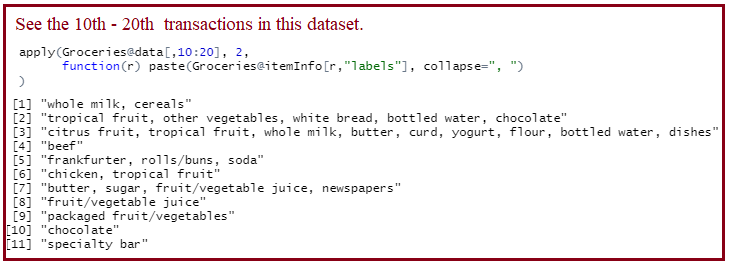 See the 10th - 20th transactions in this dataset.
apply(Groceries@data[,10:20], 2,
function(r) paste(Groceries@itemInfo[r,"labels"], collapse=", ")
)
[1] "whole milk, cereals"
[2] "tropical fruit, other vegetables, white bread, bottled water, chocolate"
[3] "citrus fruit, tropical fruit, whole milk, butter, curd, yogurt, flour, bottled water, dishes"
[4] "beef"
[5] "frankfurter, rolls/buns, soda"
[6] "chicken, tropical fruit"
[7] "butter, sugar, fruit/vegetable juice, newspapers"
[8] "fruit/vegetable juice"
[9] "packaged fruit/vegetables"
[10] "chocolate"
[11] "specialty bar"